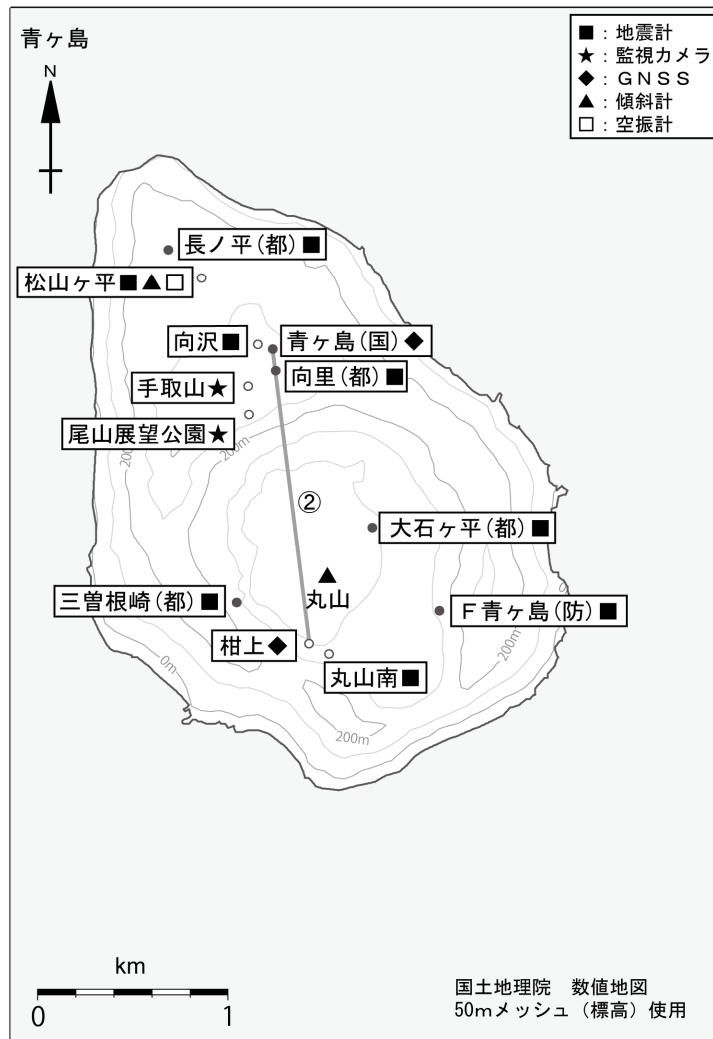 青ヶ島
N
■：地震計
★：監視カメラ
◆：ＧＮＳＳ
▲：傾斜計
□：空振計
長ノ平(都)■
松山ヶ平■▲□
向沢■
青ヶ島(国)◆
向里(都)■
手取山★
尾山展望公園★
200m
200m
②
大石ヶ平(都)■
丸山
三曽根崎(都)■
Ｆ青ヶ島(防)■
柑上◆
丸山南■
0m
0m
200m
200m
km
0
1
国土地理院　数値地図
50mメッシュ（標高）使用